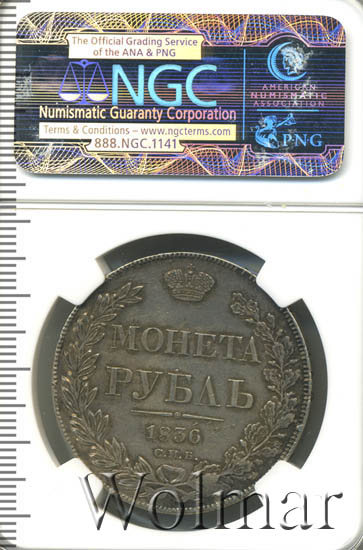 The Official Grading Service
of the ANA & PNG
NGC
Numismatic Guaranty Corporation
Terms & Conditions – www.ngcterms.com
888.NGC.1141
AMERICAN
NUMISMATIC
ASSOCIATION
PNG
МОНЕТА
РУБЛЬ
1836
С.П.Б.
Wolmar